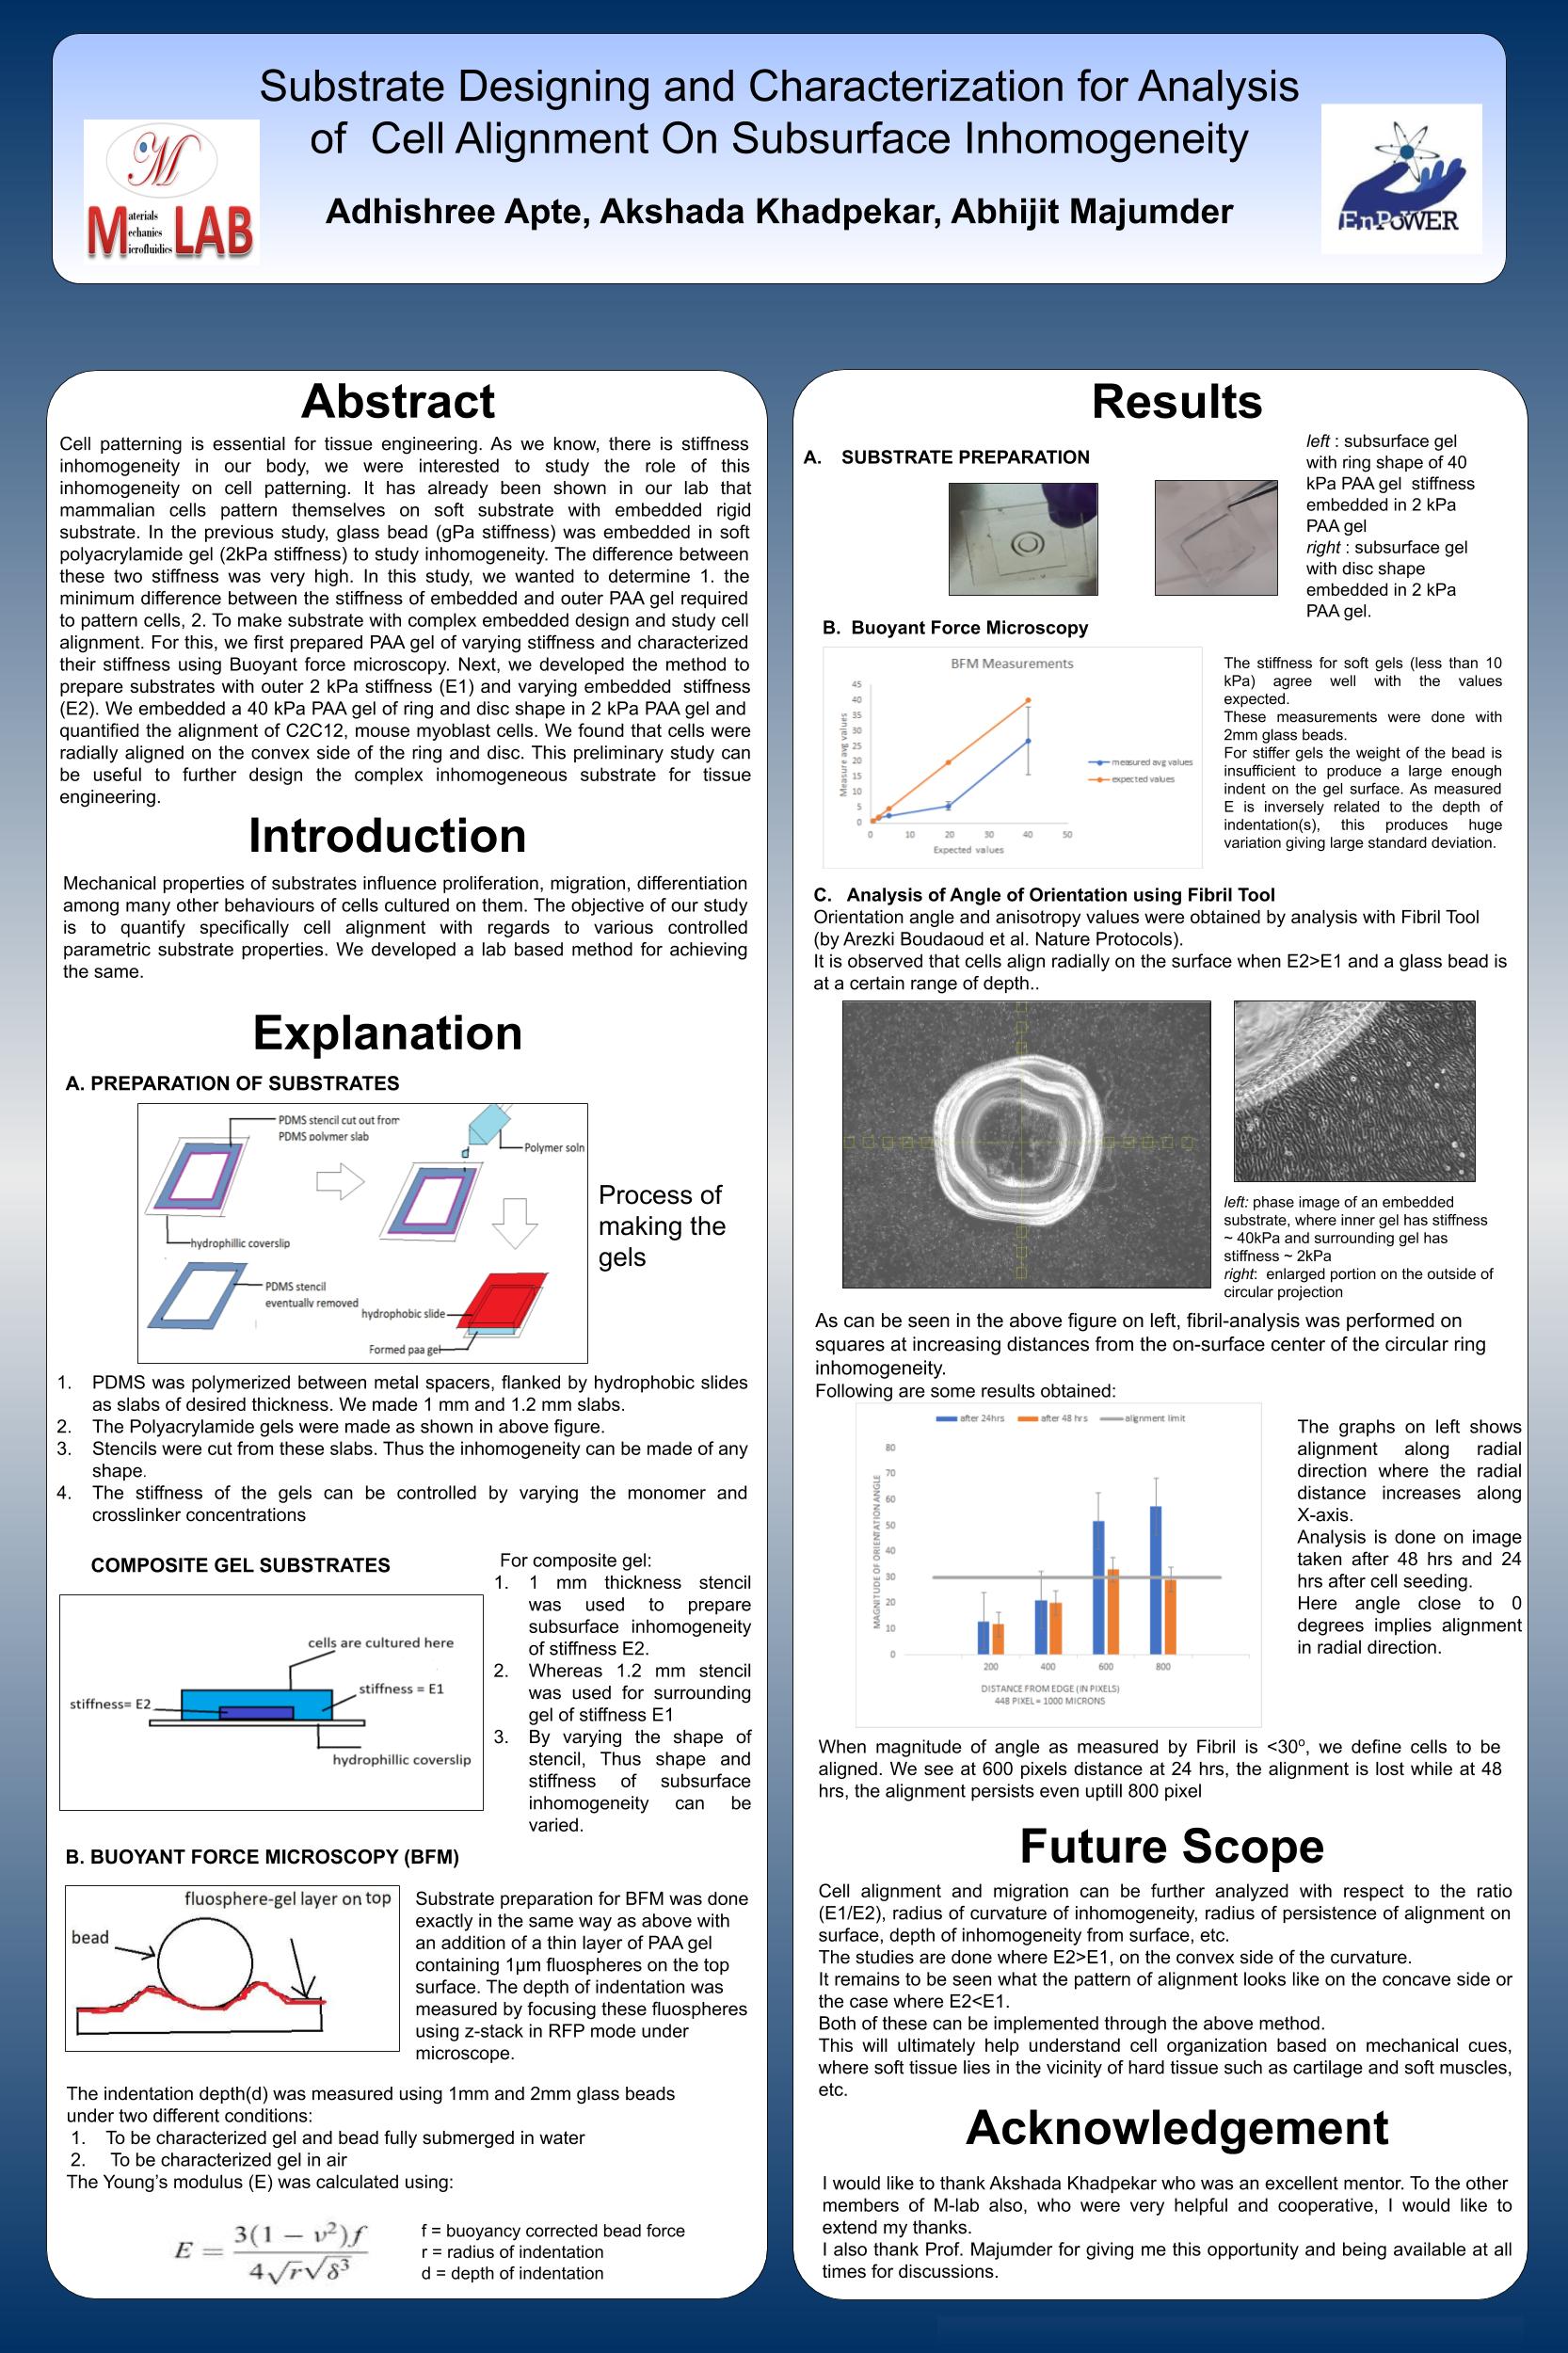 Substrate Designing and Characterization for Analysis
of Cell Alignment On Subsurface Inhomogeneity
Adhishree Apte, Akshada Khadpekar, Abhijit Majumder
M
Materials
Mechanics
Microfluidics
LAB
EnPoWER
Abstract
Cell patterning is essential for tissue engineering. As we know, there is stiffness
inhomogeneity in our body, we were interested to study the role of this
inhomogeneity on cell patterning. It has already been shown in our lab that
mammalian cells pattern themselves on soft substrate with embedded rigid
substrate. In the previous study, glass bead (gPa stiffness) was embedded in soft
polyacrylamide gel (2kPa stiffness) to study inhomogeneity. The difference between
these two stiffness was very high. In this study, we wanted to determine 1. the
minimum difference between the stiffness of embedded and outer PAA gel required
to pattern cells, 2. To make substrate with complex embedded design and study cell
alignment. For this, we first prepared PAA gel of varying stiffness and characterized
their stiffness using Buoyant force microscopy. Next, we developed the method to
prepare substrates with outer 2 kPa stiffness (E1) and varying embedded stiffness
(E2). We embedded a 40 kPa PAA gel of ring and disc shape in 2 kPa PAA gel and
quantified the alignment of C2C12, mouse myoblast cells. We found that cells were
radially aligned on the convex side of the ring and disc. This preliminary study can
be useful to further design the complex inhomogeneous substrate for tissue
engineering.
Introduction
Mechanical properties of substrates influence proliferation, migration, differentiation
among many other behaviours of cells cultured on them. The objective of our study
is to quantify specifically cell alignment with regards to various controlled
parametric substrate properties. We developed a lab based method for achieving
the same.
Explanation
A. PREPARATION OF SUBSTRATES
PDMS stencil cut out from
PDMS polymer slab
Polymer soln
hydrophillic coverslip
PDMS stencil
eventually removed
hydrophobic slide
Formed paa gel
Process of
making the
gels
1. PDMS was polymerized between metal spacers, flanked by hydrophobic slides
as slabs of desired thickness. We made 1 mm and 1.2 mm slabs.
2. The Polyacrylamide gels were made as shown in above figure.
3. Stencils were cut from these slabs. Thus the inhomogeneity can be made of any
shape.
4. The stiffness of the gels can be controlled by varying the monomer and
crosslinker concentrations
COMPOSITE GEL SUBSTRATES
cells are cultured here
stiffness = E1
stiffness= E2
hydrophillic coverslip
For composite gel:
1. 1 mm thickness stencil
was used to prepare
subsurface inhomogeneity
of stiffness E2.
2. Whereas 1.2 mm stencil
was used for surrounding
gel of stiffness E1
3. By varying the shape of
stencil, Thus shape and
stiffness of subsurface
inhomogeneity can be
varied.
B. BUOYANT FORCE MICROSCOPY (BFM)
fluosphere-gel layer on top
bead
Substrate preparation for BFM was done
exactly in the same way as above with
an addition of a thin layer of PAA gel
containing 1µm fluospheres on the top
surface. The depth of indentation was
measured by focusing these fluospheres
using z-stack in RFP mode under
microscope.
The indentation depth(d) was measured using 1mm and 2mm glass beads
under two different conditions:
1. To be characterized gel and bead fully submerged in water
2. To be characterized gel in air
The Young’s modulus (E) was calculated using:
E = 3(1 − ν²)f / 4√r√δ³
f = buoyancy corrected bead force
r = radius of indentation
d = depth of indentation
Results
A. SUBSTRATE PREPARATION
left : subsurface gel
with ring shape of 40
kPa PAA gel stiffness
embedded in 2 kPa
PAA gel
right : subsurface gel
with disc shape
embedded in 2 kPa
PAA gel.
B. Buoyant Force Microscopy
BFM Measurements
Measure avg values
45
40
35
30
25
20
15
10
5
0
0 10 20 30 40 50
Expected values
measured avg values
expected values
The stiffness for soft gels (less than 10
kPa) agree well with the values
expected.
These measurements were done with
2mm glass beads.
For stiffer gels the weight of the bead is
insufficient to produce a large enough
indent on the gel surface. As measured
E is inversely related to the depth of
indentation(s), this produces huge
variation giving large standard deviation.
C. Analysis of Angle of Orientation using Fibril Tool
Orientation angle and anisotropy values were obtained by analysis with Fibril Tool
(by Arezki Boudaoud et al. Nature Protocols).
It is observed that cells align radially on the surface when E2>E1 and a glass bead is
at a certain range of depth..
left: phase image of an embedded
substrate, where inner gel has stiffness
~ 40kPa and surrounding gel has
stiffness ~ 2kPa
right: enlarged portion on the outside of
circular projection
As can be seen in the above figure on left, fibril-analysis was performed on
squares at increasing distances from the on-surface center of the circular ring
inhomogeneity.
Following are some results obtained:
after 24hrs after 48 hrs alignment limit
MAGNITUDE OF ORIENTATION ANGLE
80
70
60
50
40
30
20
10
0
200 400 600 800
DISTANCE FROM EDGE (IN PIXELS)
448 PIXEL = 1000 MICRONS
The graphs on left shows
alignment along radial
direction where the radial
distance increases along
X-axis.
Analysis is done on image
taken after 48 hrs and 24
hrs after cell seeding.
Here angle close to 0
degrees implies alignment
in radial direction.
When magnitude of angle as measured by Fibril is <30º, we define cells to be
aligned. We see at 600 pixels distance at 24 hrs, the alignment is lost while at 48
hrs, the alignment persists even uptill 800 pixel
Future Scope
Cell alignment and migration can be further analyzed with respect to the ratio
(E1/E2), radius of curvature of inhomogeneity, radius of persistence of alignment on
surface, depth of inhomogeneity from surface, etc.
The studies are done where E2>E1, on the convex side of the curvature.
It remains to be seen what the pattern of alignment looks like on the concave side or
the case where E2<E1.
Both of these can be implemented through the above method.
This will ultimately help understand cell organization based on mechanical cues,
where soft tissue lies in the vicinity of hard tissue such as cartilage and soft muscles,
etc.
Acknowledgement
I would like to thank Akshada Khadpekar who was an excellent mentor. To the other
members of M-lab also, who were very helpful and cooperative, I would like to
extend my thanks.
I also thank Prof. Majumder for giving me this opportunity and being available at all
times for discussions.